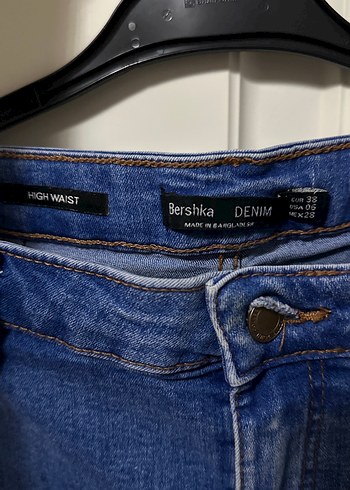 HIGH WAIST
Bershka DENIM
MADE IN BANGLADESH
EUR 38
USA 06
MEX 28